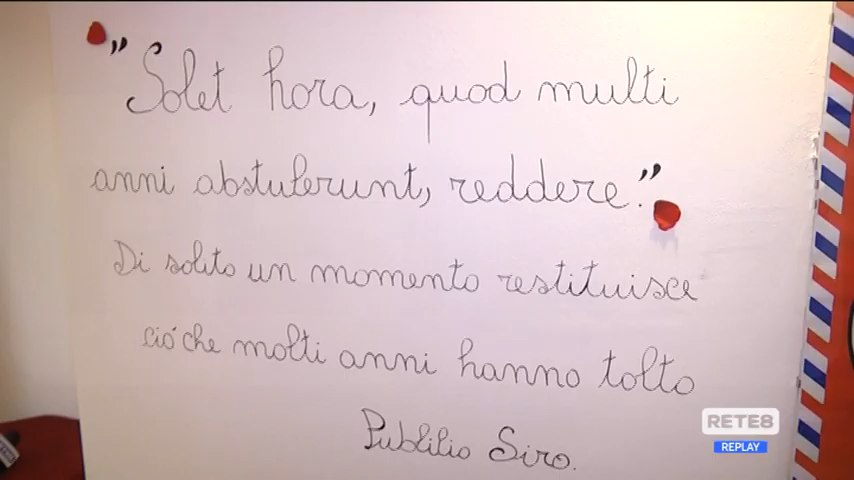 "Solet hora, quod multi
anni abstulerunt, reddere."
Di solito un momento restituisce
ciò che molti anni hanno tolto
Publilio Siro.
RETE8
REPLAY